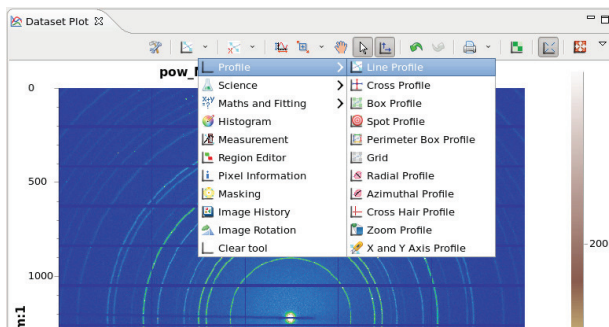 Dataset Plot
pow_
Profile
Line Profile
Science
Cross Profile
X+Y
Maths and Fitting
Box Profile
Histogram
Spot Profile
Measurement
Perimeter Box Profile
Region Editor
Grid
Pixel Information
Radial Profile
Masking
Azimuthal Profile
Image History
Cross Hair Profile
Image Rotation
Zoom Profile
Clear tool
X and Y Axis Profile
0
500
1000
200
m:1